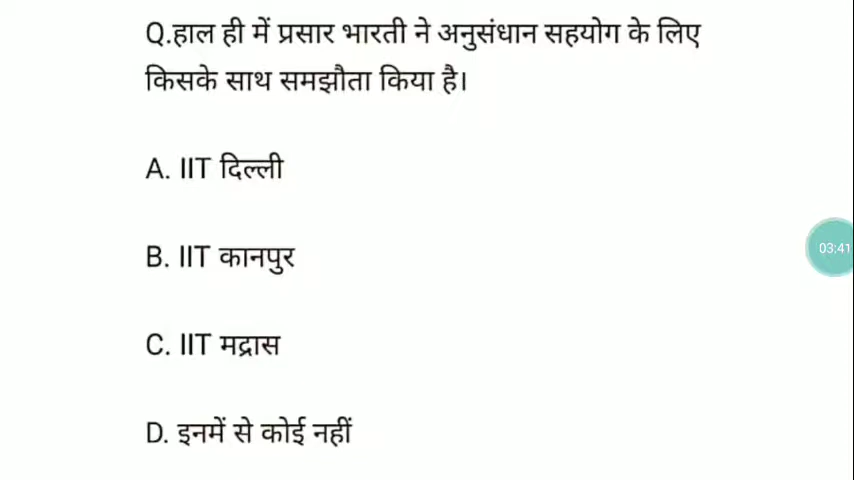 Q.हाल ही में प्रसार भारती ने अनुसंधान सहयोग के लिए
किसके साथ समझौता किया है।
A. IIT दिल्ली
B. IIT कानपुर
03:41
C. IIT मद्रास
D. इनमें से कोई नहीं